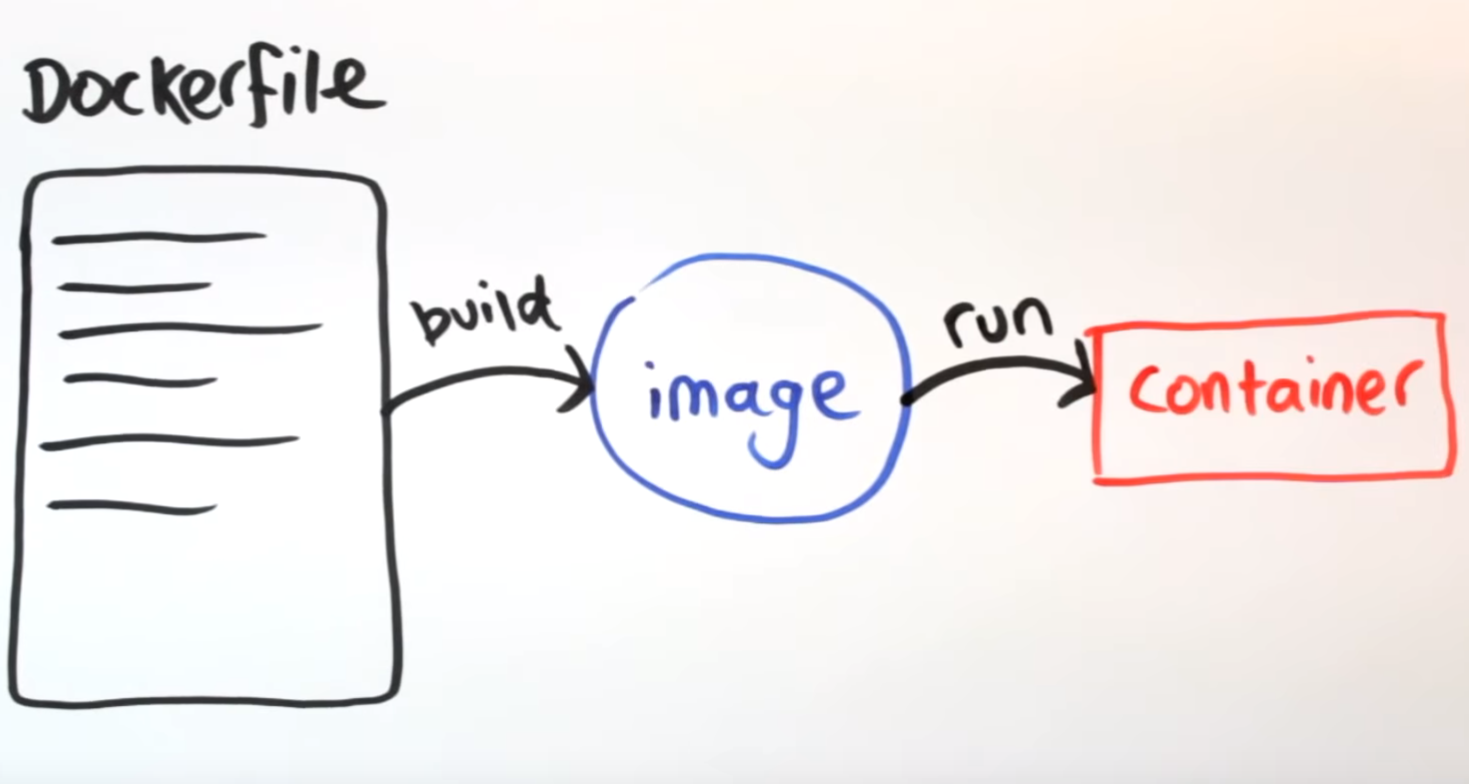 Dockerfile
build
image
run
container